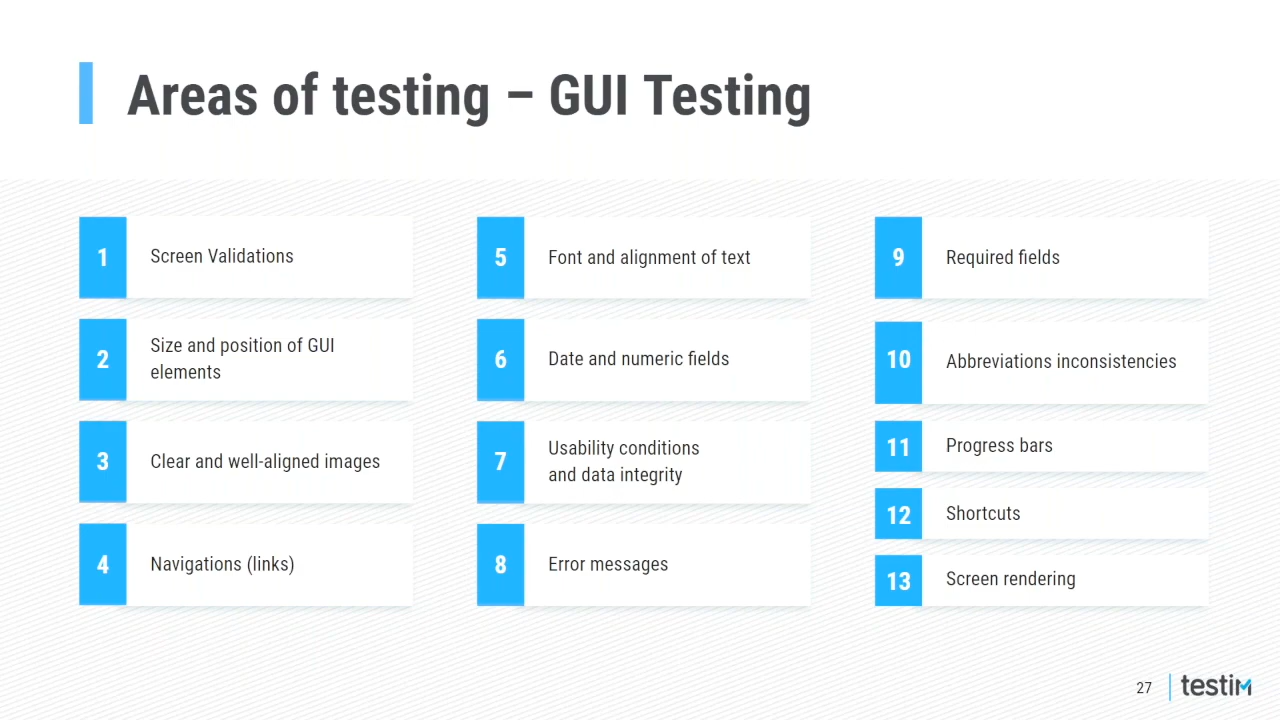 Areas of testing – GUI Testing
1
Screen Validations
2
Size and position of GUI
elements
3
Clear and well-aligned images
4
Navigations (links)
5
Font and alignment of text
6
Date and numeric fields
7
Usability conditions
and data integrity
8
Error messages
9
Required fields
10
Abbreviations inconsistencies
11
Progress bars
12
Shortcuts
13
Screen rendering
27
testim